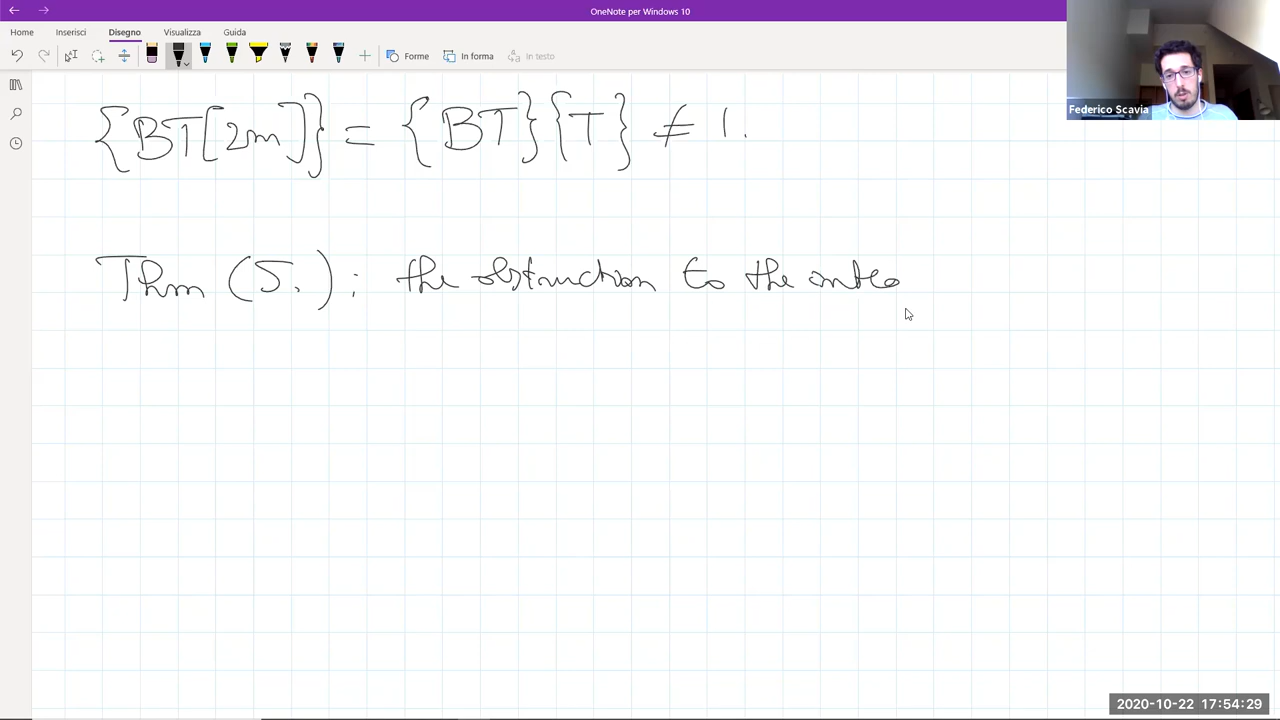 OneNote per Windows 10
Home Inserisci Disegno Visualizza Guida
Forme In forma In testo
Federico Scavia
{BT[2m]} = {BT}{T} ≠ 1.
Thm (S.): the obstruction to the inte
2020-10-22 17:54:29